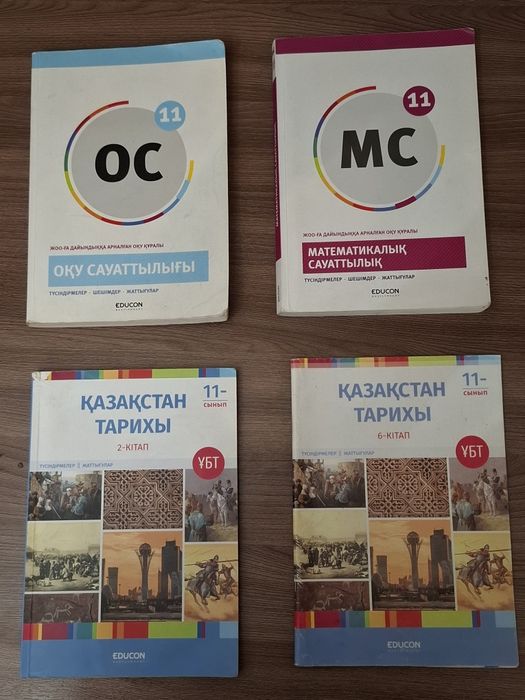 11
ОС
ЖОО-ҒА ДАЙЫНДЫҚҚА АРНАЛҒАН ОҚУ ҚҰРАЛЫ
ОҚУ САУАТТЫЛЫҒЫ
ТҮСІНДІРМЕЛЕР · ШЕШІМДЕР · ЖАТТЫҒУЛАР
EDUCON
11
МС
ЖОО-ҒА ДАЙЫНДЫҚҚА АРНАЛҒАН ОҚУ ҚҰРАЛЫ
МАТЕМАТИКАЛЫҚ
САУАТТЫЛЫҚ
ТҮСІНДІРМЕЛЕР · ШЕШІМДЕР · ЖАТТЫҒУЛАР
EDUCON
ҚАЗАҚСТАН
ТАРИХЫ
2-КІТАП
11-
СЫНЫП
ТҮСІНДІРМЕЛЕР || ЖАТТЫҒУЛАР
ҰБТ
EDUCON
ҚАЗАҚСТАН
ТАРИХЫ
6-КІТАП
11-
СЫНЫП
ТҮСІНДІРМЕЛЕР || ЖАТТЫҒУЛАР
ҰБТ
EDUCON